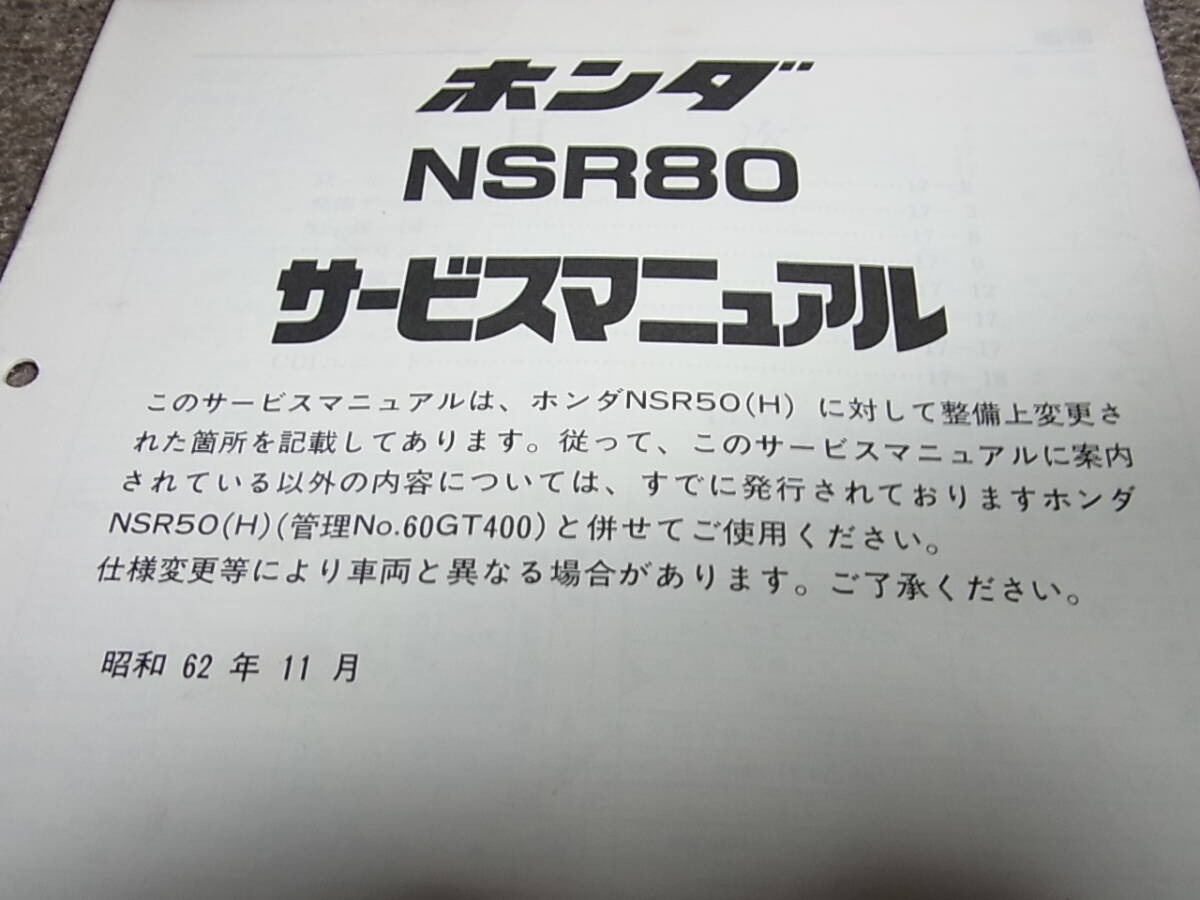 ホンダ
NSR80
サービスマニュアル
このサービスマニュアルは、ホンダNSR50(H)に対して整備上変更さ
れた箇所を記載してあります。従って、このサービスマニュアルに案内
されている以外の内容については、すでに発行されておりますホンダ
NSR50(H)(管理No.60GT400)と併せてご使用ください。
仕様変更等により車両と異なる場合があります。ご了承ください。
昭和 62 年 11 月